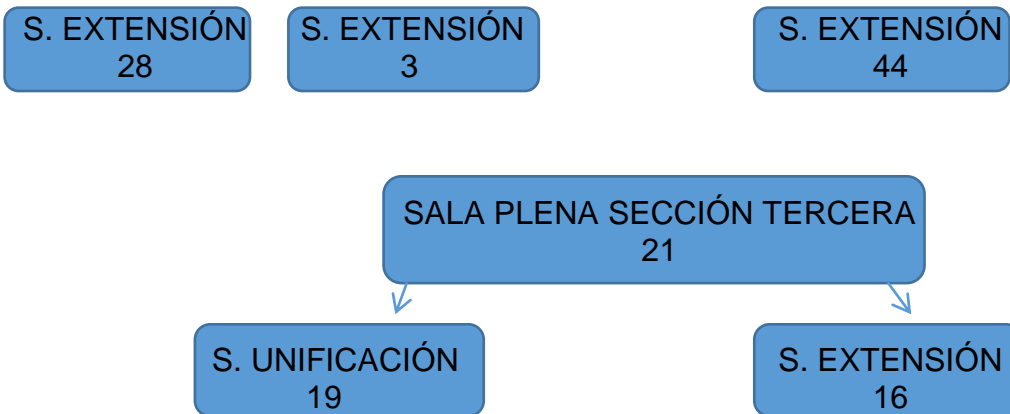 S. EXTENSIÓN
28
S. EXTENSIÓN
3
S. EXTENSIÓN
44
SALA PLENA SECCIÓN TERCERA
21
S. UNIFICACIÓN
19
S. EXTENSIÓN
16